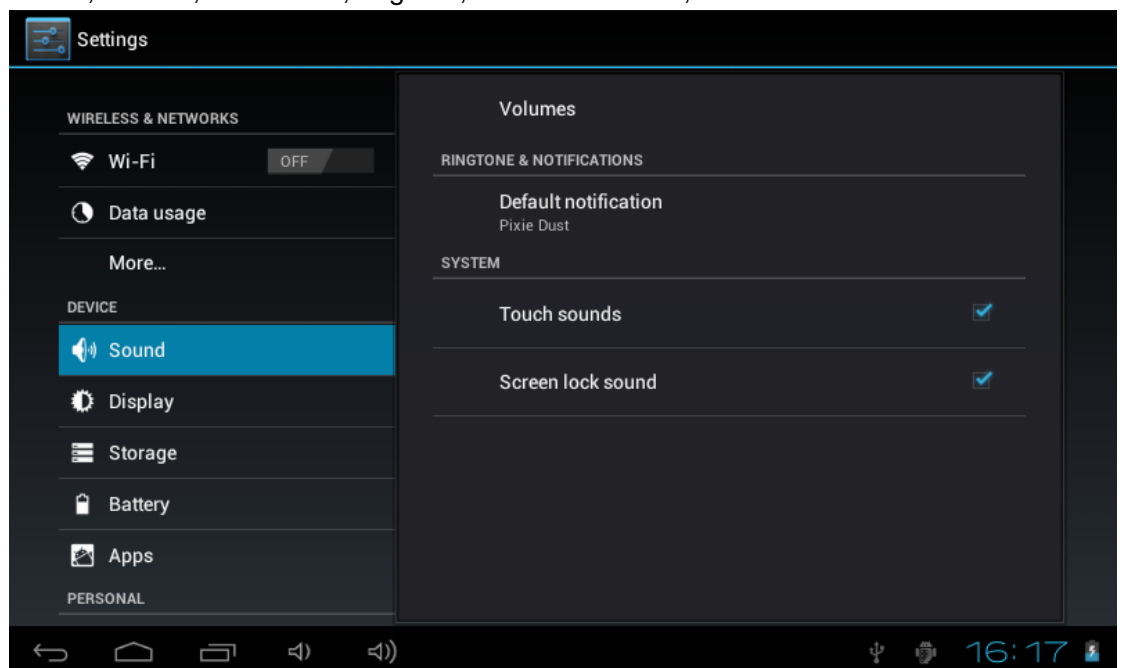 Settings
WIRELESS & NETWORKS
Wi-Fi OFF
Data usage
More...
DEVICE
Sound
Display
Storage
Battery
Apps
PERSONAL
Volumes
RINGTONE & NOTIFICATIONS
Default notification
Pixie Dust
SYSTEM
Touch sounds
Screen lock sound
16:17